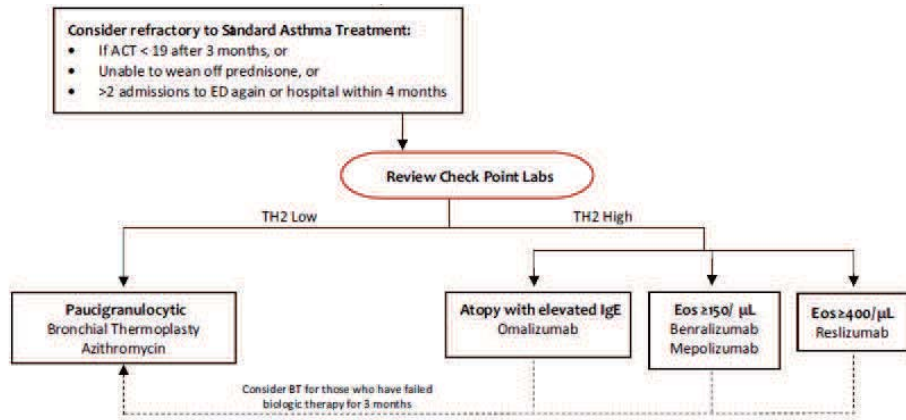 Consider refractory to Standard Asthma Treatment:
• If ACT < 19 after 3 months, or
• Unable to wean off prednisone, or
• >2 admissions to ED again or hospital within 4 months
Review Check Point Labs
TH2 Low
TH2 High
Paucigranulocytic
Bronchial Thermoplasty
Azithromycin
Atopy with elevated IgE
Omalizumab
Eos ≥150/ µL
Benralizumab
Mepolizumab
Eos ≥400/µL
Reslizumab
Consider BT for those who have failed
biologic therapy for 3 months